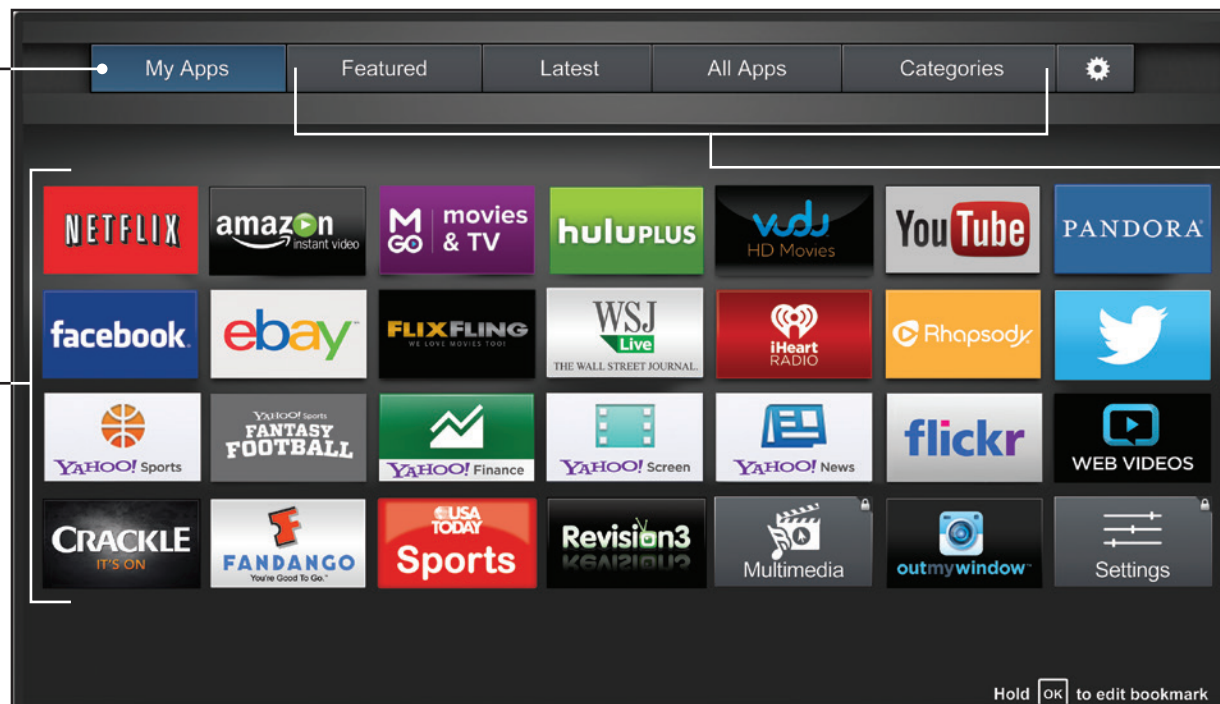 My Apps Featured Latest All Apps Categories
NETFLIX
amazon
instant video
M GO
movies & TV
huluPLUS
vudu
HD Movies
YouTube
PANDORA
facebook
ebay
FLIXFLING
WE LOVE MOVIES TOO!
WSJ
Live
THE WALL STREET JOURNAL.
iHeart
RADIO
Rhapsody
YAHOO! Sports
YAHOO! Sports
FANTASY
FOOTBALL
YAHOO! Finance
YAHOO! Screen
YAHOO! News
flickr
WEB VIDEOS
CRACKLE
IT'S ON
FANDANGO
You're Good To Go.™
USA
TODAY
Sports
Revision3
Multimedia
outmywindow™
Settings
Hold OK to edit bookmark